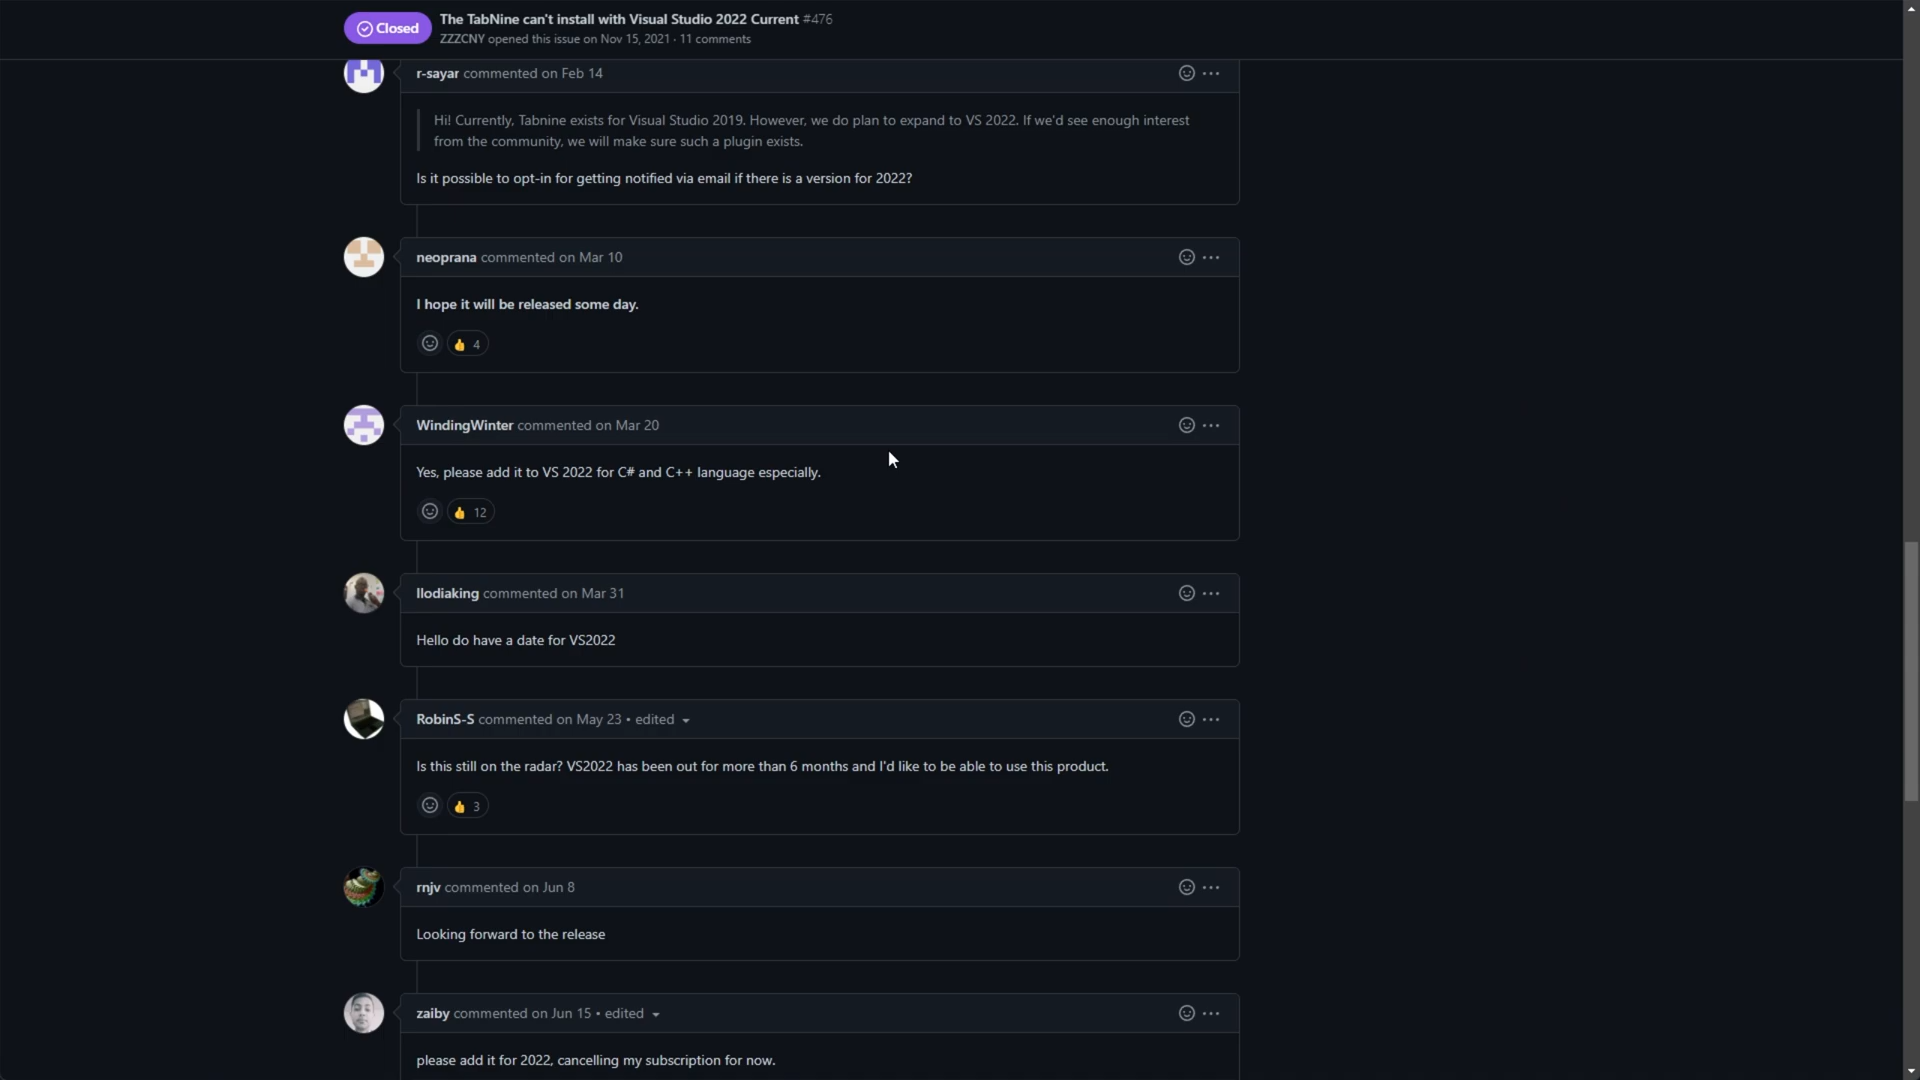 Closed
The TabNine can't install with Visual Studio 2022 Current #476
ZZZCNY opened this issue on Nov 15, 2021 · 11 comments
r-sayar commented on Feb 14
Hi! Currently, Tabnine exists for Visual Studio 2019. However, we do plan to expand to VS 2022. If we'd see enough interest
from the community, we will make sure such a plugin exists.
Is it possible to opt-in for getting notified via email if there is a version for 2022?
neoprana commented on Mar 10
I hope it will be released some day.
👍 4
WindingWinter commented on Mar 20
Yes, please add it to VS 2022 for C# and C++ language especially.
👍 12
llodiaking commented on Mar 31
Hello do have a date for VS2022
RobinS-S commented on May 23 • edited
Is this still on the radar? VS2022 has been out for more than 6 months and I'd like to be able to use this product.
👍 3
rnjv commented on Jun 8
Looking forward to the release
zaiby commented on Jun 15 • edited
please add it for 2022, cancelling my subscription for now.